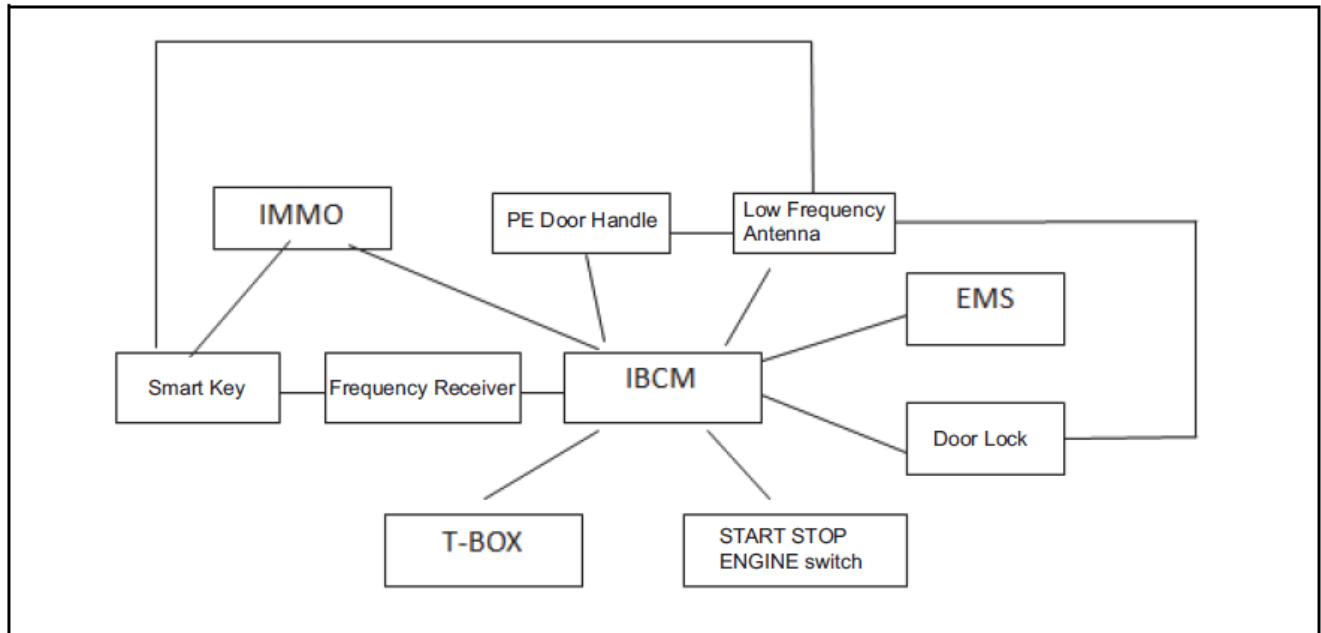 IMMO
PE Door Handle
Low Frequency
Antenna
EMS
Smart Key
Frequency Receiver
IBCM
Door Lock
T-BOX
START STOP
ENGINE switch